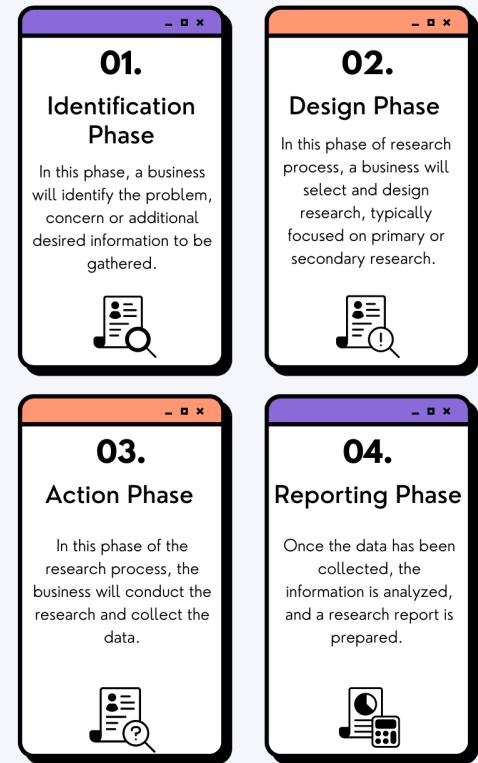 01.
Identification
Phase
In this phase, a business
will identify the problem,
concern or additional
desired information to be
gathered.
02.
Design Phase
In this phase of research
process, a business will
select and design
research, typically
focused on primary or
secondary research.
03.
Action Phase
In this phase of the
research process, the
business will conduct the
research and collect the
data.
04.
Reporting Phase
Once the data has been
collected, the
information is analyzed,
and a research report is
prepared.